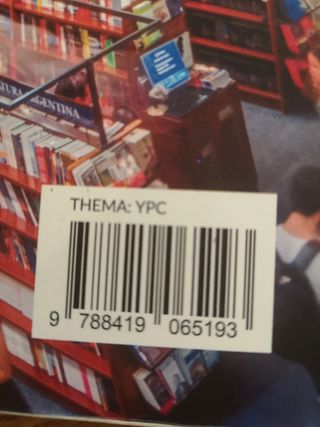 ARGENTINA
THEMA: YPC
9 788419 065193